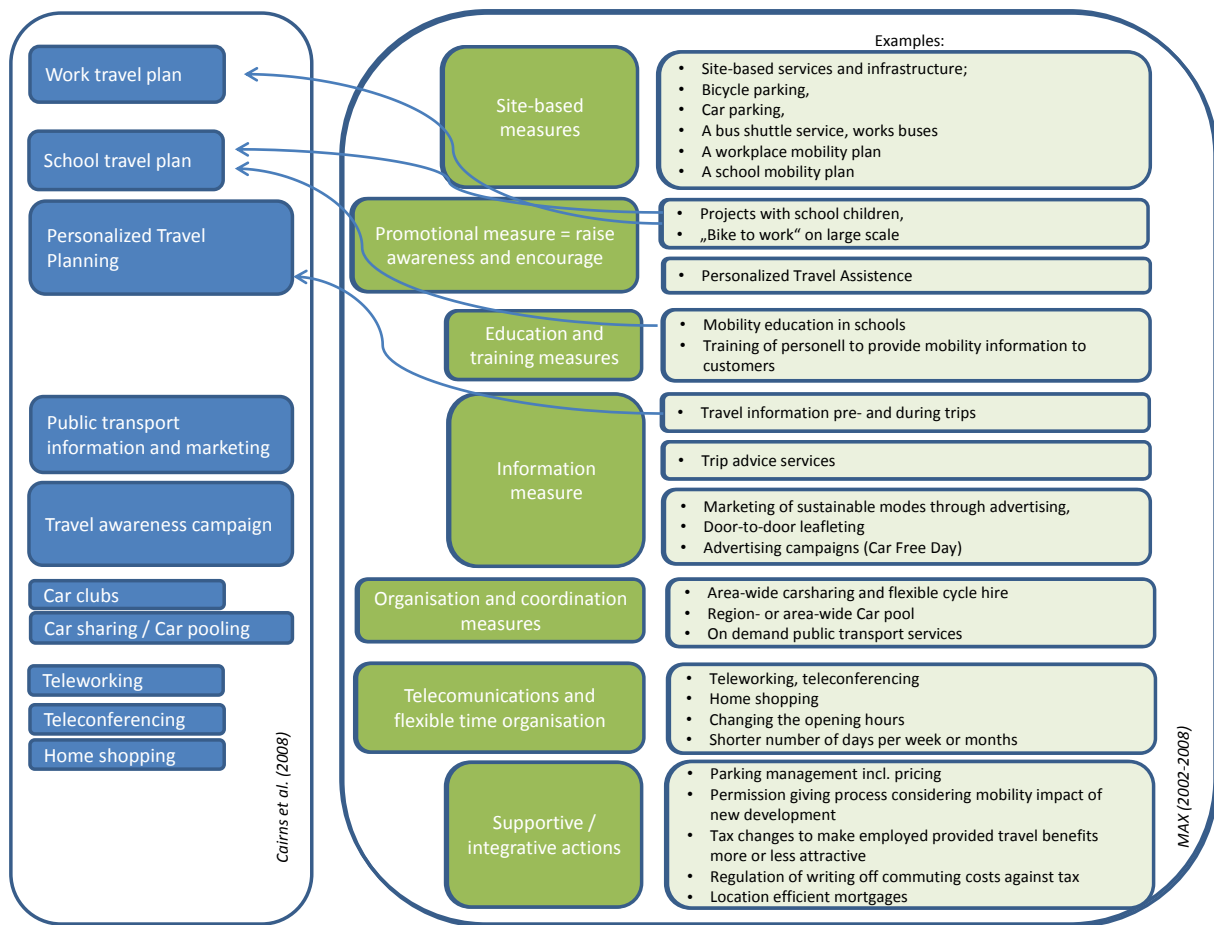 Work travel plan
School travel plan
Personalized Travel
Planning
Public transport
information and marketing
Travel awareness campaign
Car clubs
Car sharing / Car pooling
Teleworking
Teleconferencing
Home shopping
Cairns et al. (2008)
Examples:
Site-based
measures
• Site-based services and infrastructure;
• Bicycle parking,
• Car parking,
• A bus shuttle service, works buses
• A workplace mobility plan
• A school mobility plan
Promotional measure = raise
awareness and encourage
• Projects with school children,
• „Bike to work“ on large scale
• Personalized Travel Assistence
Education and
training measures
• Mobility education in schools
• Training of personell to provide mobility information to
customers
Information
measure
• Travel information pre- and during trips
• Trip advice services
• Marketing of sustainable modes through advertising,
• Door-to-door leafleting
• Advertising campaigns (Car Free Day)
Organisation and coordination
measures
• Area-wide carsharing and flexible cycle hire
• Region- or area-wide Car pool
• On demand public transport services
Telecomunications and
flexible time organisation
• Teleworking, teleconferencing
• Home shopping
• Changing the opening hours
• Shorter number of days per week or months
Supportive /
integrative actions
• Parking management incl. pricing
• Permission giving process considering mobility impact of
new development
• Tax changes to make employed provided travel benefits
more or less attractive
• Regulation of writing off commuting costs against tax
• Location efficient mortgages
MAX (2002-2008)